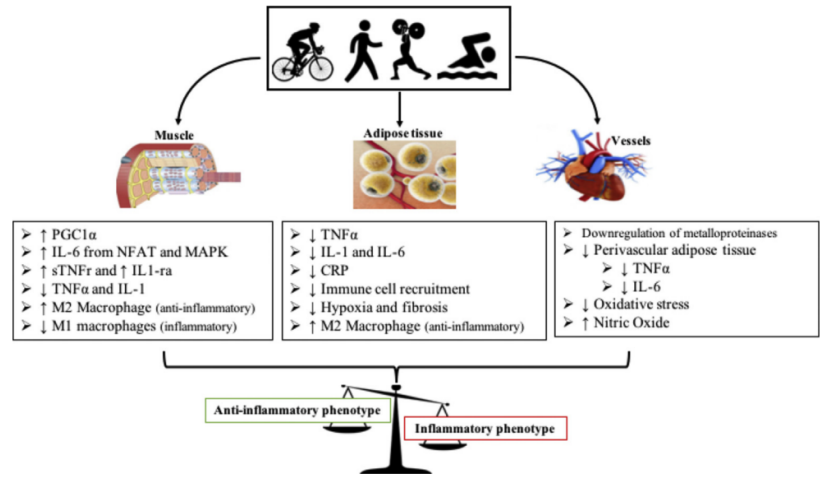 Muscle
Adipose tissue
Vessels
➢ ↑ PGC1α
➢ ↑ IL-6 from NFAT and MAPK
➢ ↑ sTNFr and ↑ IL1-ra
➢ ↓ TNFα and IL-1
➢ ↑ M2 Macrophage (anti-inflammatory)
➢ ↓ M1 macrophages (inflammatory)
➢ ↓ TNFα
➢ ↓ IL-1 and IL-6
➢ ↓ CRP
➢ ↓ Immune cell recruitment
➢ ↓ Hypoxia and fibrosis
➢ ↑ M2 Macrophage (anti-inflammatory)
➢ Downregulation of metalloproteinases
➢ ↓ Perivascular adipose tissue
➢ ↓ TNFα
➢ ↓ IL-6
➢ ↓ Oxidative stress
➢ ↑ Nitric Oxide
Anti-inflammatory phenotype
Inflammatory phenotype